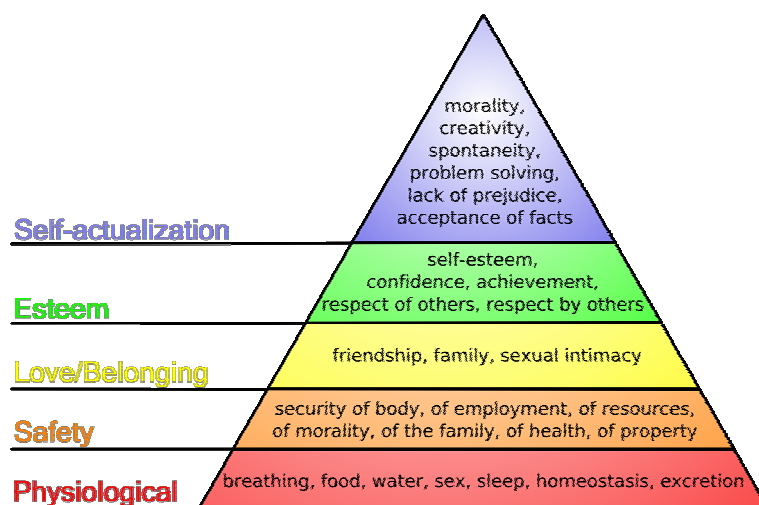 morality,
creativity,
spontaneity,
problem solving,
lack of prejudice,
acceptance of facts
Self-actualization
self-esteem,
confidence, achievement,
respect of others, respect by others
Esteem
friendship, family, sexual intimacy
Love/Belonging
security of body, of employment, of resources,
of morality, of the family, of health, of property
Safety
breathing, food, water, sex, sleep, homeostasis, excretion
Physiological